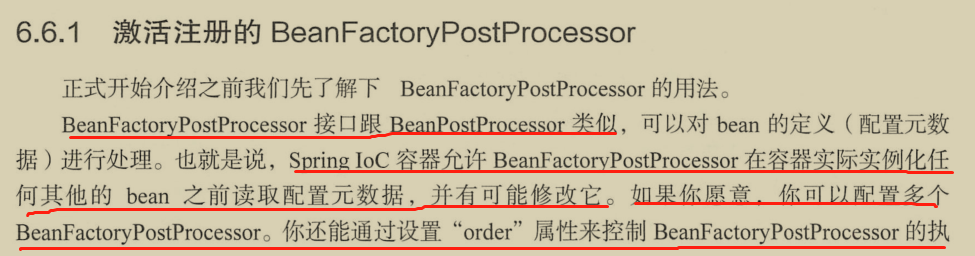 6.6.1 激活注册的 BeanFactoryPostProcessor
正式开始介绍之前我们先了解下 BeanFactoryPostProcessor 的用法。
BeanFactoryPostProcessor 接口跟 BeanPostProcessor 类似，可以对 bean 的定义（配置元数
据）进行处理。也就是说，Spring IoC 容器允许 BeanFactoryPostProcessor 在容器实际实例化任
何其他的 bean 之前读取配置元数据，并有可能修改它。如果你愿意，你可以配置多个
BeanFactoryPostProcessor。你还能通过设置“order”属性来控制 BeanFactoryPostProcessor 的执